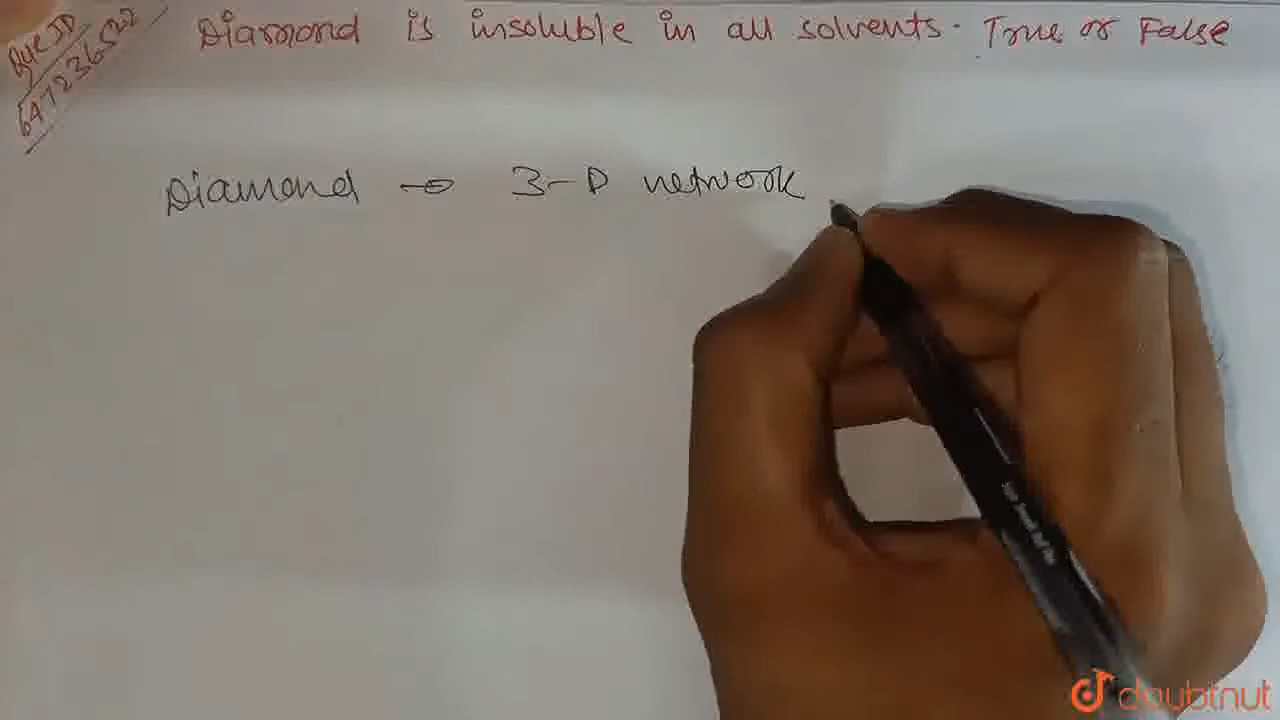 Que ID
647236522
Diamond is insoluble in all solvents. True or False
Diamond → 3-D network
doubtnut